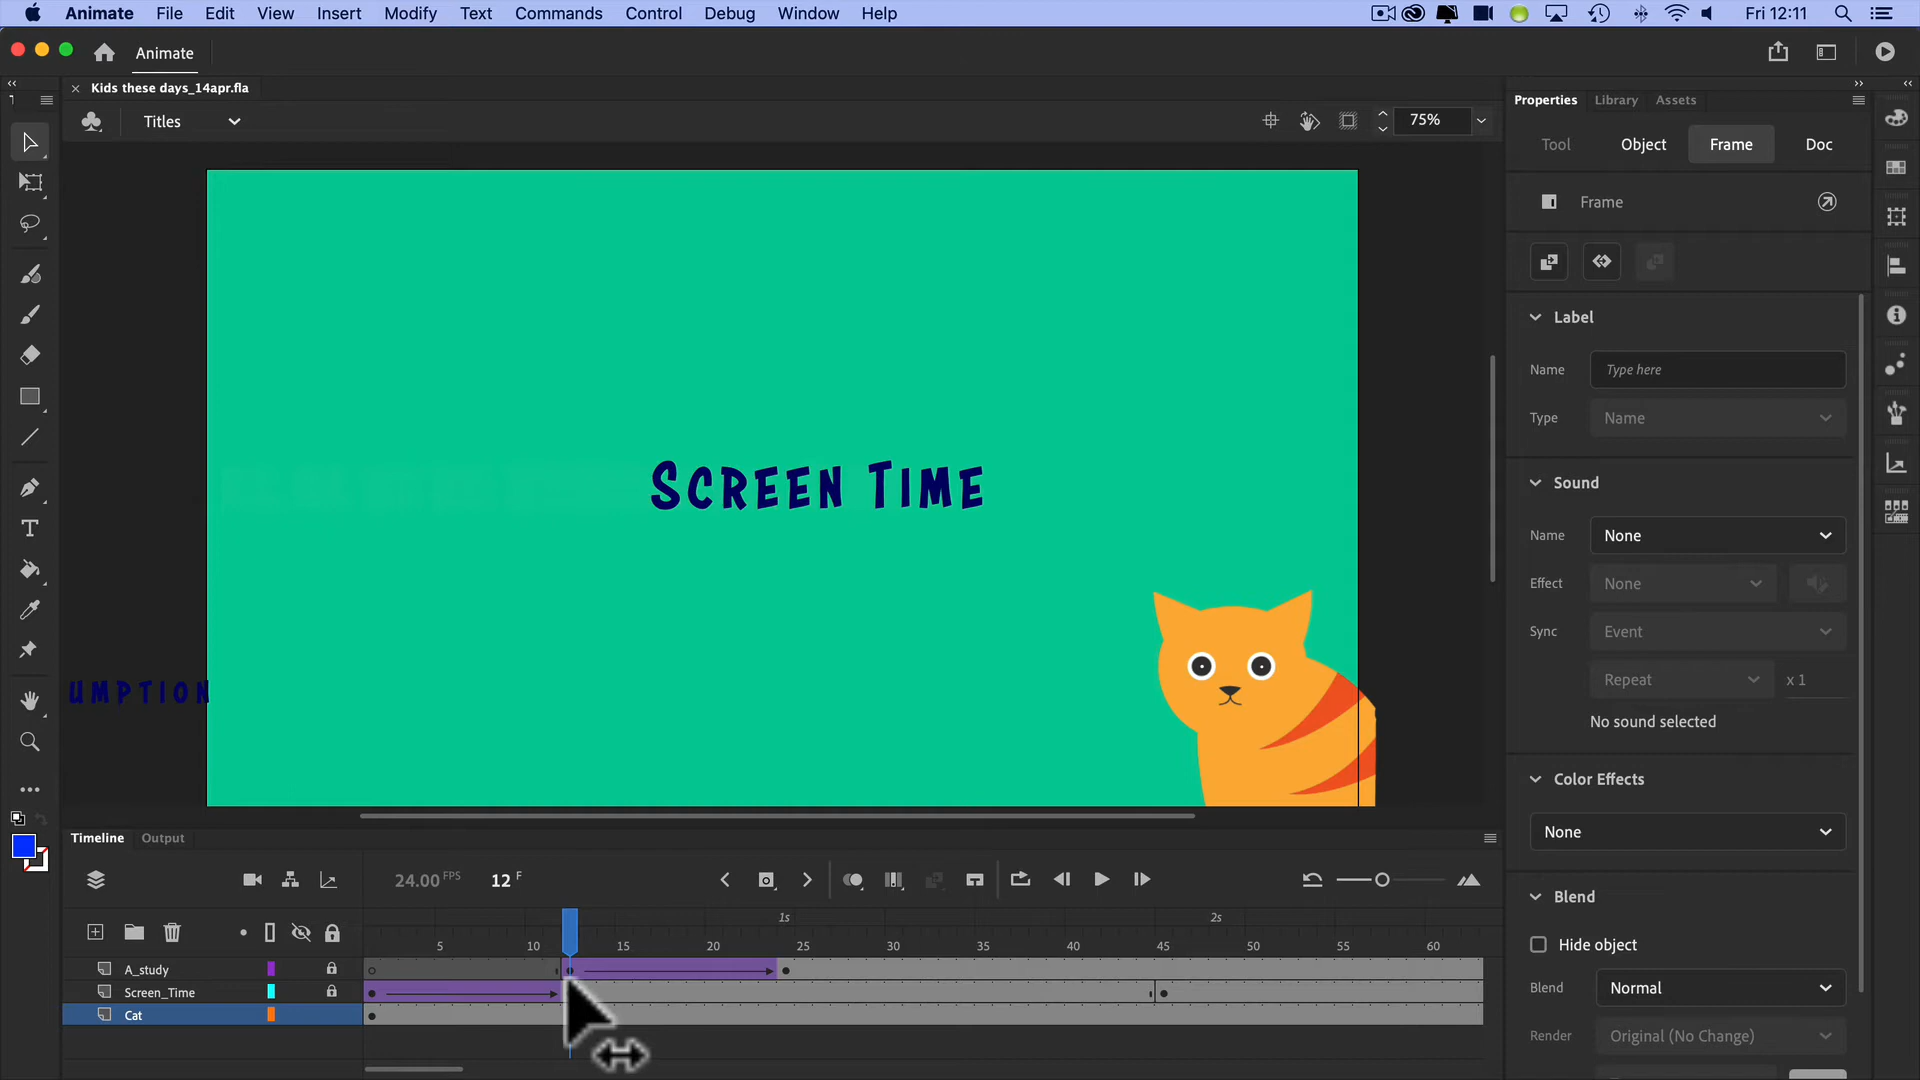 Animate File Edit View Insert Modify Text Commands Control Debug Window Help Fri 12:11
Animate
Kids these days_14apr.fla
Titles 75%
SCREEN TIME
UMPTION
Properties Library Assets
Tool Object Frame Doc
Frame
Label
Name Type here
Type Name
Sound
Name None
Effect None
Sync Event
Repeat x 1
No sound selected
Color Effects
None
Blend
Hide object
Blend Normal
Render Original (No Change)
Timeline Output
24.00 FPS 12 F
1s 2s
5 10 15 20 25 30 35 40 45 50 55 60
A_study
Screen_Time
Cat